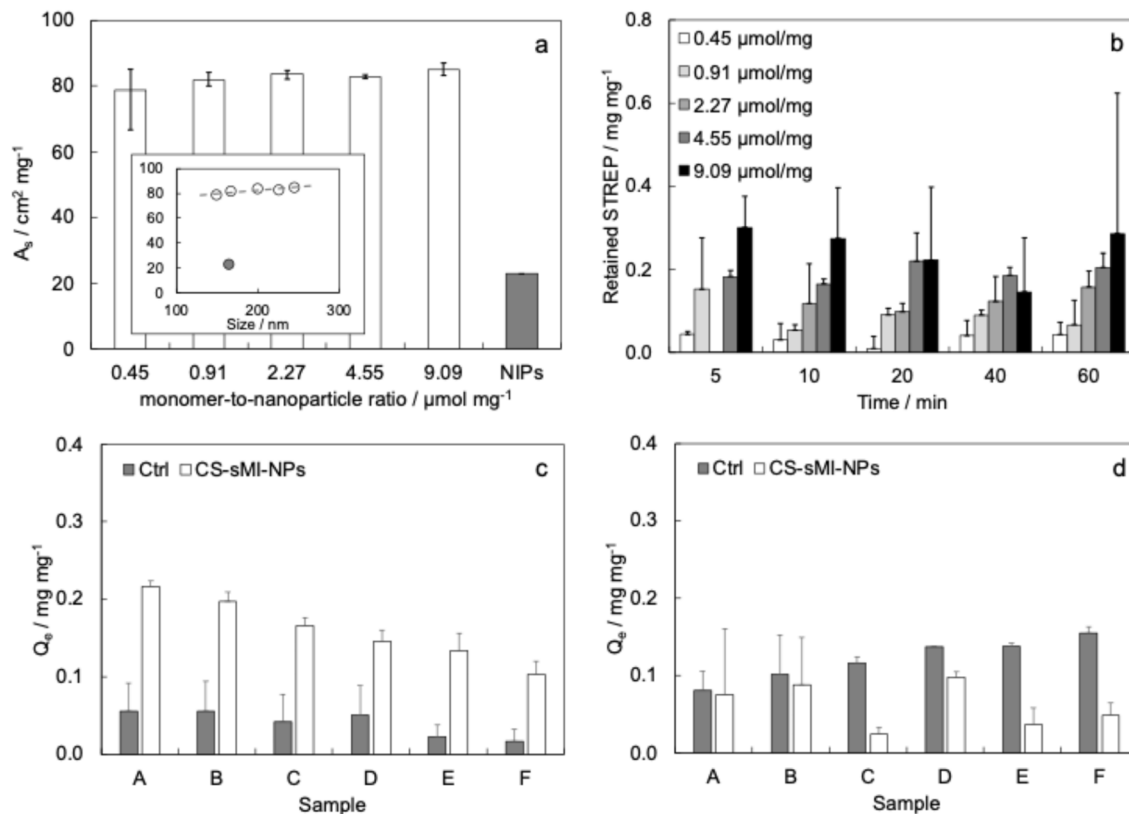 a
A_s / cm² mg⁻¹
100
80
60
40
20
0
100
80
60
40
20
0
100 200 300
Size / nm
0.45 0.91 2.27 4.55 9.09 NIPs
monomer-to-nanoparticle ratio / µmol mg⁻¹
b
Retained STREP / mg mg⁻¹
0.8
0.6
0.4
0.2
0.0
0.45 µmol/mg
0.91 µmol/mg
2.27 µmol/mg
4.55 µmol/mg
9.09 µmol/mg
5 10 20 40 60
Time / min
c
Q_e / mg mg⁻¹
0.4
0.3
0.2
0.1
0.0
Ctrl CS-sMI-NPs
A B C D E F
Sample
d
Q_e / mg mg⁻¹
0.4
0.3
0.2
0.1
0.0
Ctrl CS-sMI-NPs
A B C D E F
Sample